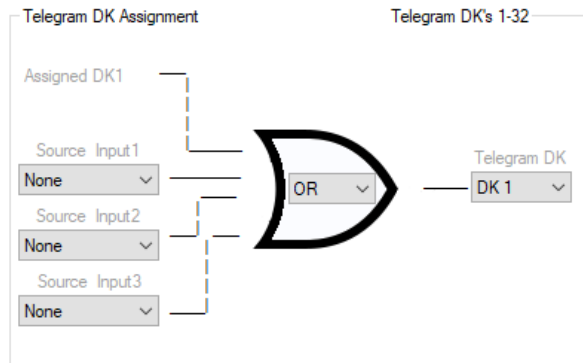 Telegram DK Assignment
Telegram DK's 1-32
Assigned DK1
Source Input1
None
Source Input2
None
Source Input3
None
OR
Telegram DK
DK 1